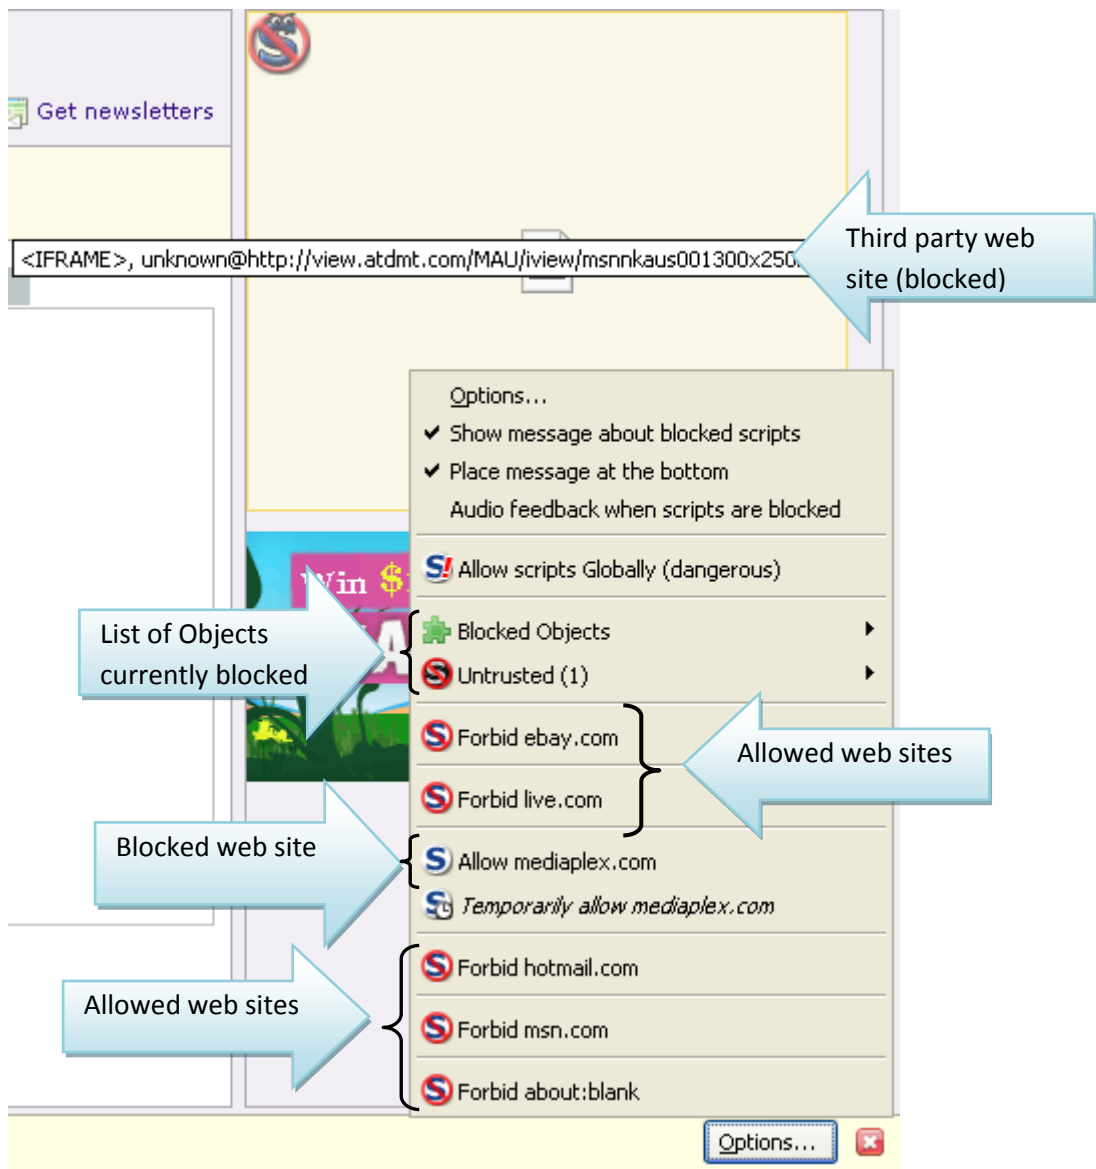 Get newsletters
<IFRAME>, unknown@http://view.atdmt.com/MAU/iview/msnnkaus001300x250
Third party web
site (blocked)
Options...
Show message about blocked scripts
Place message at the bottom
Audio feedback when scripts are blocked
Allow scripts Globally (dangerous)
Win $
List of Objects
currently blocked
Blocked Objects
Untrusted (1)
Forbid ebay.com
Allowed web sites
Forbid live.com
Blocked web site
Allow mediaplex.com
Temporarily allow mediaplex.com
Forbid hotmail.com
Allowed web sites
Forbid msn.com
Forbid about:blank
Options...